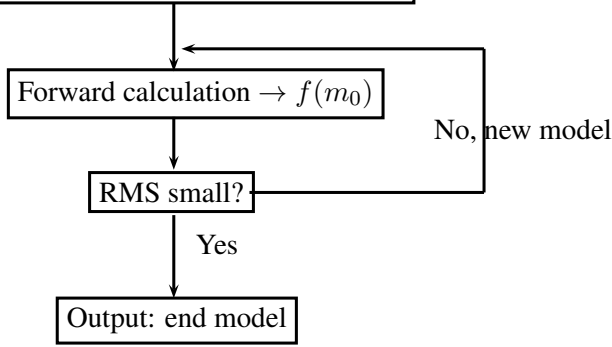 Forward calculation → f(m₀)
No, new model
RMS small?
Yes
Output: end model